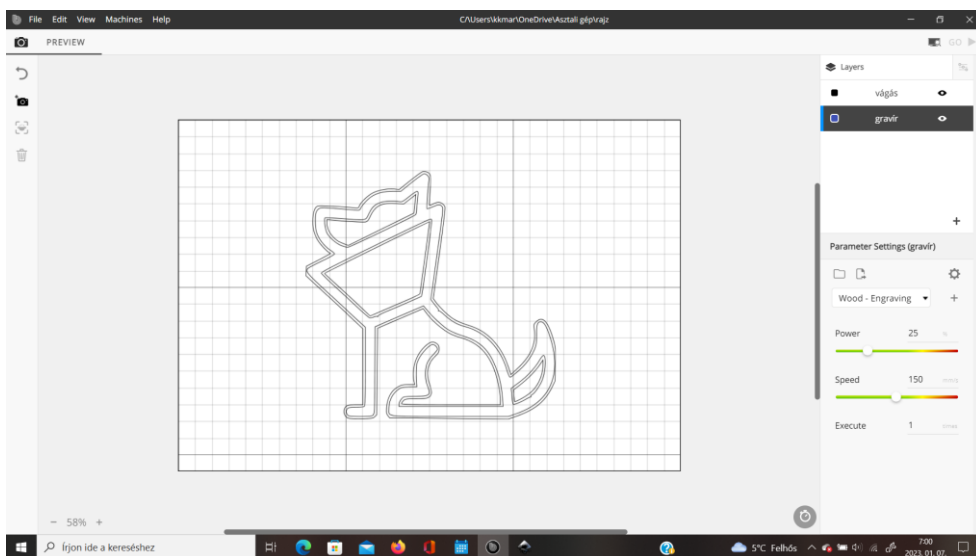 File Edit View Machines Help
C:/Users/kkmar/OneDrive/Asztali gép/rajz
PREVIEW
GO
Layers
vágás
gravír
+
Parameter Settings (gravír)
Wood - Engraving
+
Power 25 %
Speed 150 mm/s
Execute 1 times
− 58% +
Írjon ide a kereséshez
5°C Felhős
7:00
2023. 01. 07.